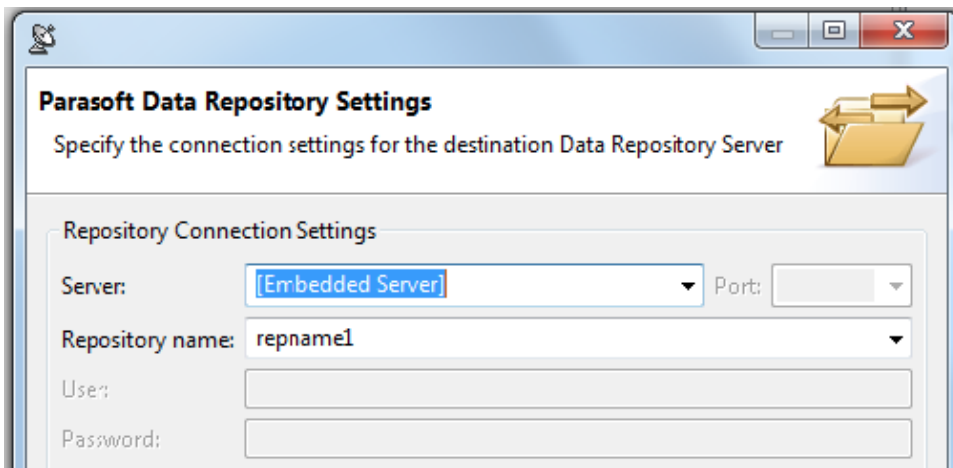 Parasoft Data Repository Settings
Specify the connection settings for the destination Data Repository Server
Repository Connection Settings
Server: [Embedded Server] Port:
Repository name: repname1
User:
Password: